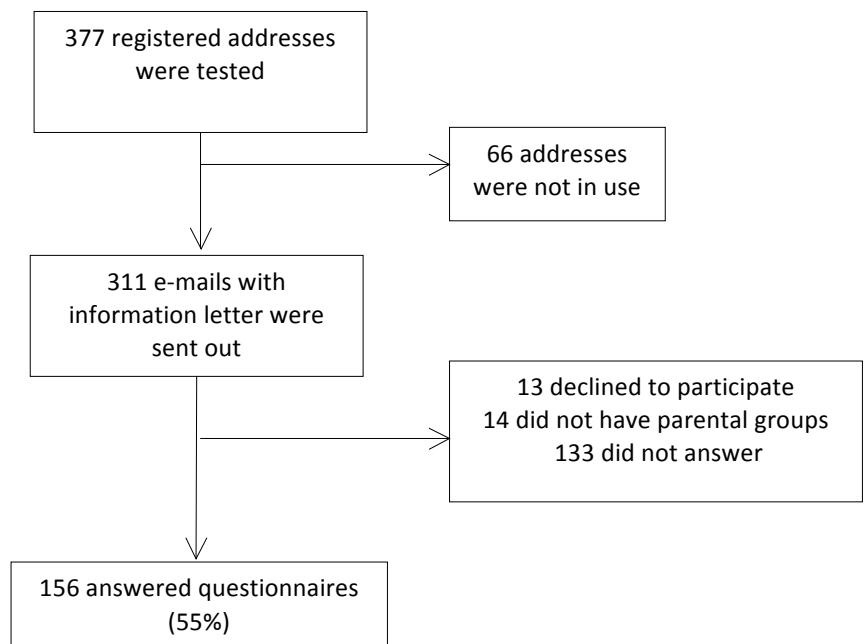 377 registered addresses
were tested
66 addresses
were not in use
311 e-mails with
information letter were
sent out
13 declined to participate
14 did not have parental groups
133 did not answer
156 answered questionnaires
(55%)